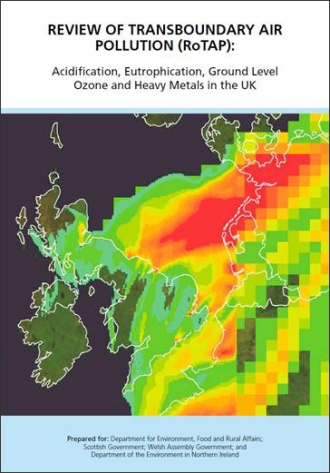 REVIEW OF TRANSBOUNDARY AIR
POLLUTION (RoTAP):
Acidification, Eutrophication, Ground Level
Ozone and Heavy Metals in the UK
Prepared for: Department for Environment, Food and Rural Affairs;
Scottish Government; Welsh Assembly Government; and
Department of the Environment in Northern Ireland